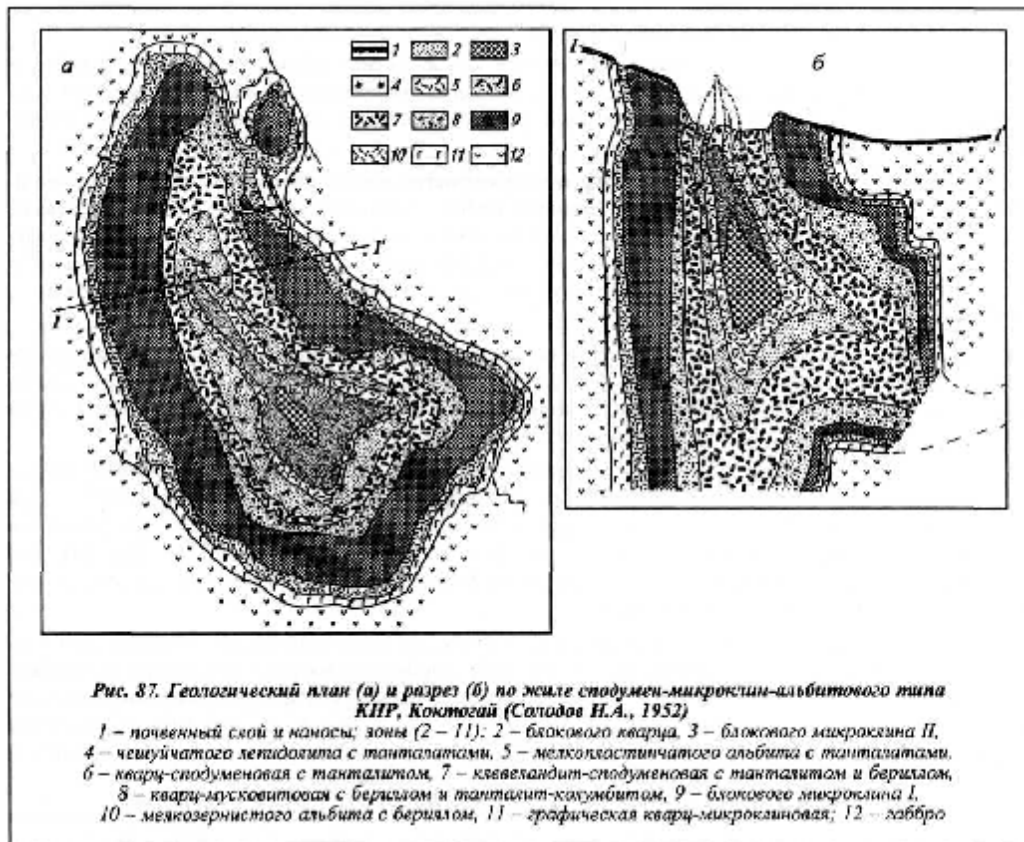 а
1 2 3
4 5 6
7 8 9
10 11 12
I
I'
б
I
I'
Рис. 87. Геологический план (а) и разрез (б) по жиле сподумен-микроклин-альбитового типа
КНР, Коктогай (Солодов Н.А., 1952)
1 – почвенный слой и наносы; зоны (2 – 11): 2 – блокового кварца, 3 – блокового микроклина II,
4 – чешуйчатого лепидолита с танталатами, 5 – мелкопластинчатого альбита с танталатами,
6 – кварц-сподуменовая с танталитом, 7 – клевеландит-сподуменовая с танталитом и бериллом,
8 – кварц-мусковитовая с бериллом и танталит-колумбитом, 9 – блокового микроклина I,
10 – мелкозернистого альбита с бериллом, 11 – графическая кварц-микроклиновая; 12 – габбро